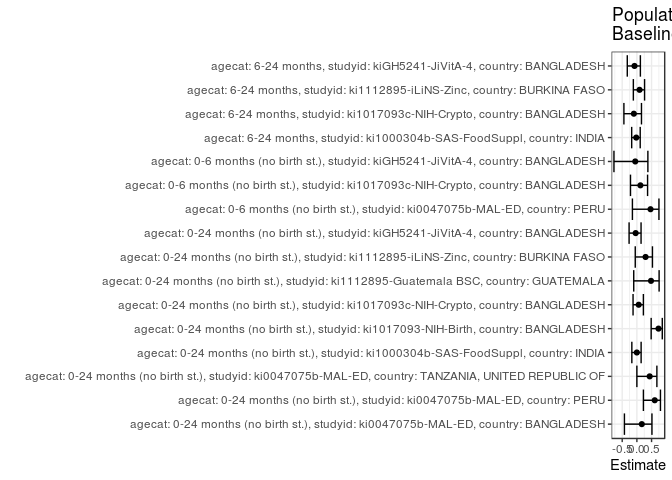 Populat
Baseline
agecat: 6-24 months, studyid: kiGH5241-JiVitA-4, country: BANGLADESH
agecat: 6-24 months, studyid: ki1112895-iLiNS-Zinc, country: BURKINA FASO
agecat: 6-24 months, studyid: ki1017093c-NIH-Crypto, country: BANGLADESH
agecat: 6-24 months, studyid: ki1000304b-SAS-FoodSuppl, country: INDIA
agecat: 0-6 months (no birth st.), studyid: kiGH5241-JiVitA-4, country: BANGLADESH
agecat: 0-6 months (no birth st.), studyid: ki1017093c-NIH-Crypto, country: BANGLADESH
agecat: 0-6 months (no birth st.), studyid: ki0047075b-MAL-ED, country: PERU
agecat: 0-24 months (no birth st.), studyid: kiGH5241-JiVitA-4, country: BANGLADESH
agecat: 0-24 months (no birth st.), studyid: ki1112895-iLiNS-Zinc, country: BURKINA FASO
agecat: 0-24 months (no birth st.), studyid: ki1112895-Guatemala BSC, country: GUATEMALA
agecat: 0-24 months (no birth st.), studyid: ki1017093c-NIH-Crypto, country: BANGLADESH
agecat: 0-24 months (no birth st.), studyid: ki1017093-NIH-Birth, country: BANGLADESH
agecat: 0-24 months (no birth st.), studyid: ki1000304b-SAS-FoodSuppl, country: INDIA
agecat: 0-24 months (no birth st.), studyid: ki0047075b-MAL-ED, country: TANZANIA, UNITED REPUBLIC OF
agecat: 0-24 months (no birth st.), studyid: ki0047075b-MAL-ED, country: PERU
agecat: 0-24 months (no birth st.), studyid: ki0047075b-MAL-ED, country: BANGLADESH
-0.5 0.0 0.5
Estimate